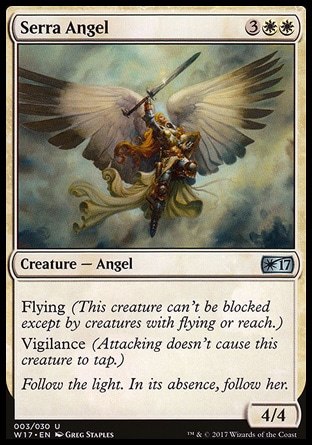 Serra Angel 3
Creature — Angel 17
Flying (This creature can't be blocked
except by creatures with flying or reach.)
Vigilance (Attacking doesn't cause this
creature to tap.)
Follow the light. In its absence, follow her.
4/4
003/030 U
W17 • EN Greg Staples ™ & © 2017 Wizards of the Coast